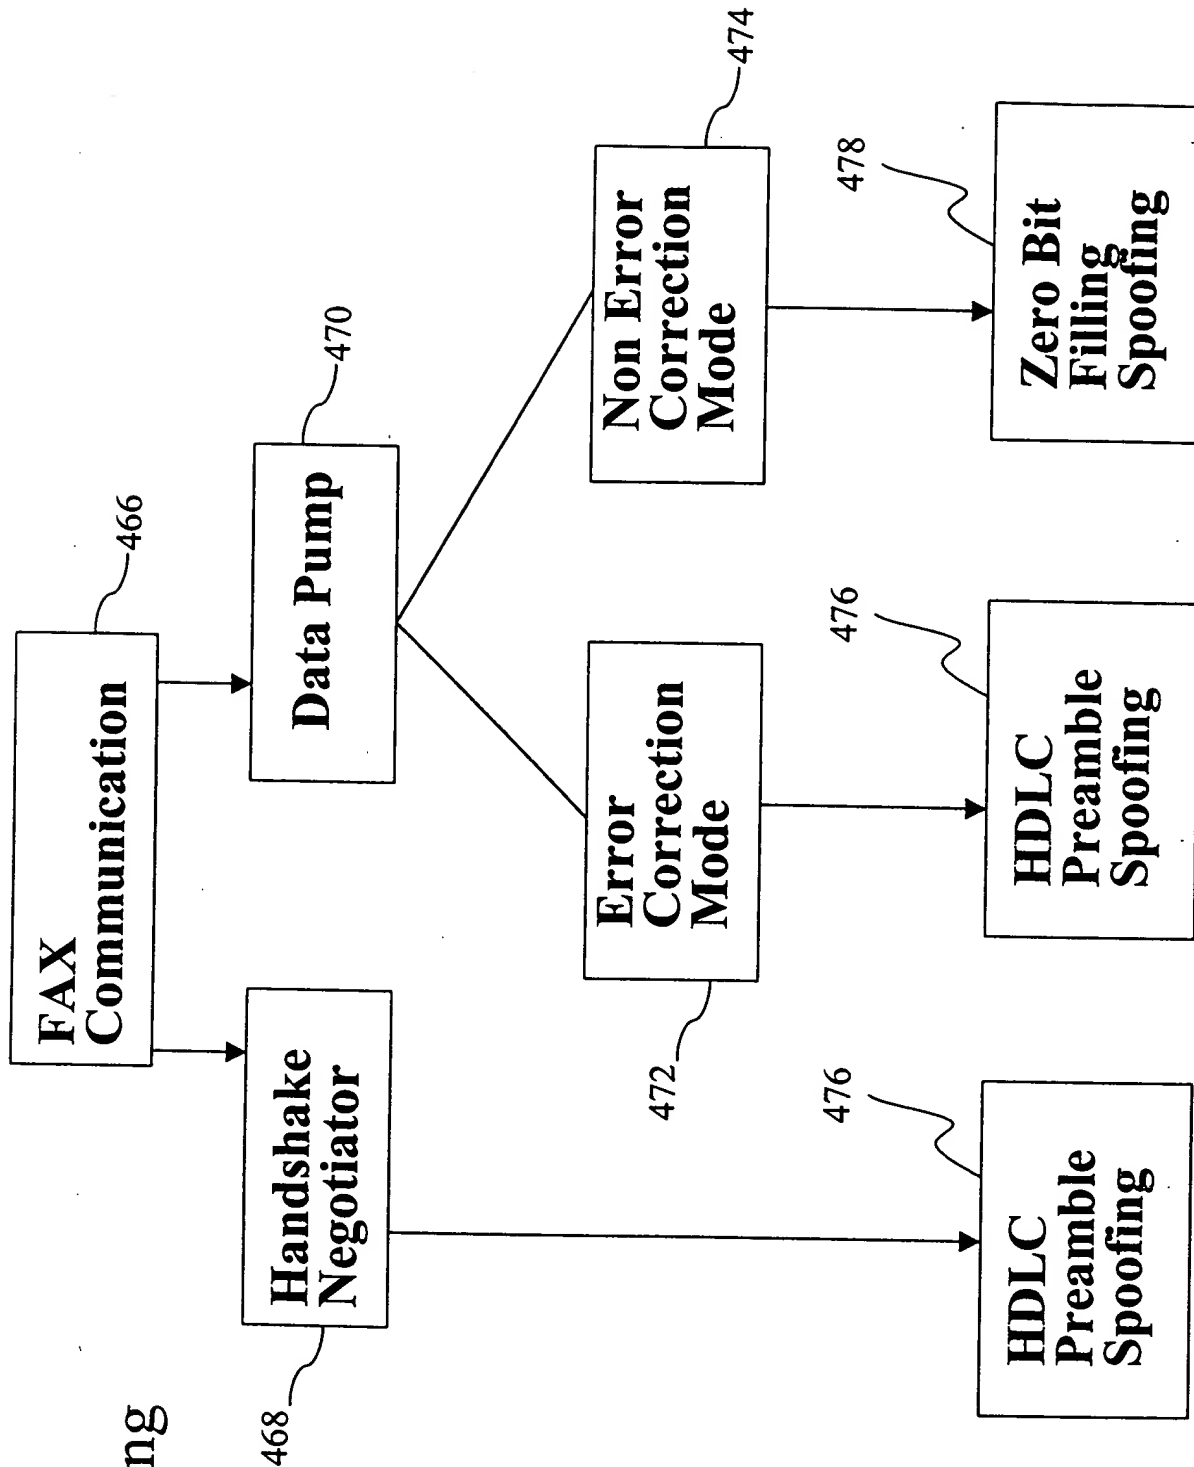 ng
FAX
Communication
466
Handshake
Negotiator
468
Data Pump
470
Error
Correction
Mode
472
Non Error
Correction
Mode
474
HDLC
Preamble
Spoofing
476
HDLC
Preamble
Spoofing
476
Zero Bit
Filling
Spoofing
478